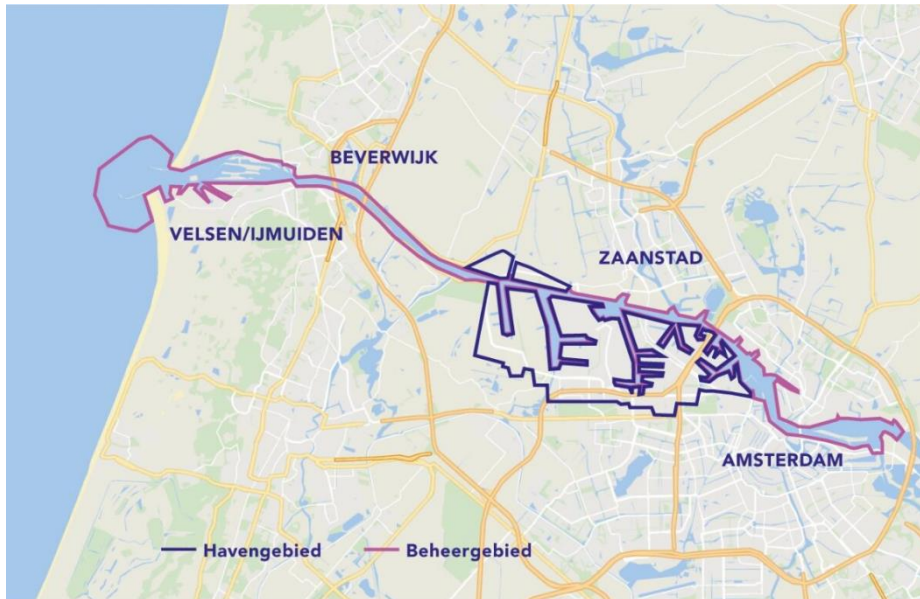 BEVERWIJK
VELSEN/IJMUIDEN
ZAANSTAD
AMSTERDAM
Havengebied
Beheergebied